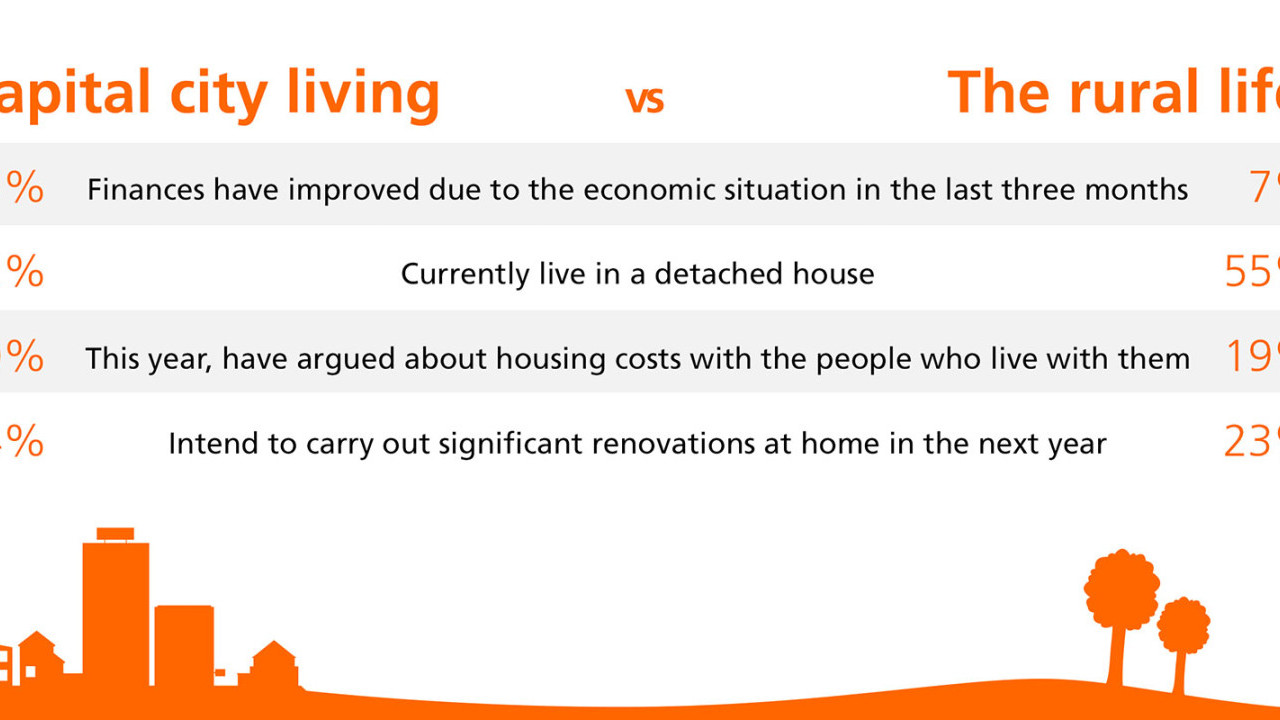 apital city living vs The rural life
% Finances have improved due to the economic situation in the last three months 7%
% Currently live in a detached house 55%
% This year, have argued about housing costs with the people who live with them 19%
% Intend to carry out significant renovations at home in the next year 23%